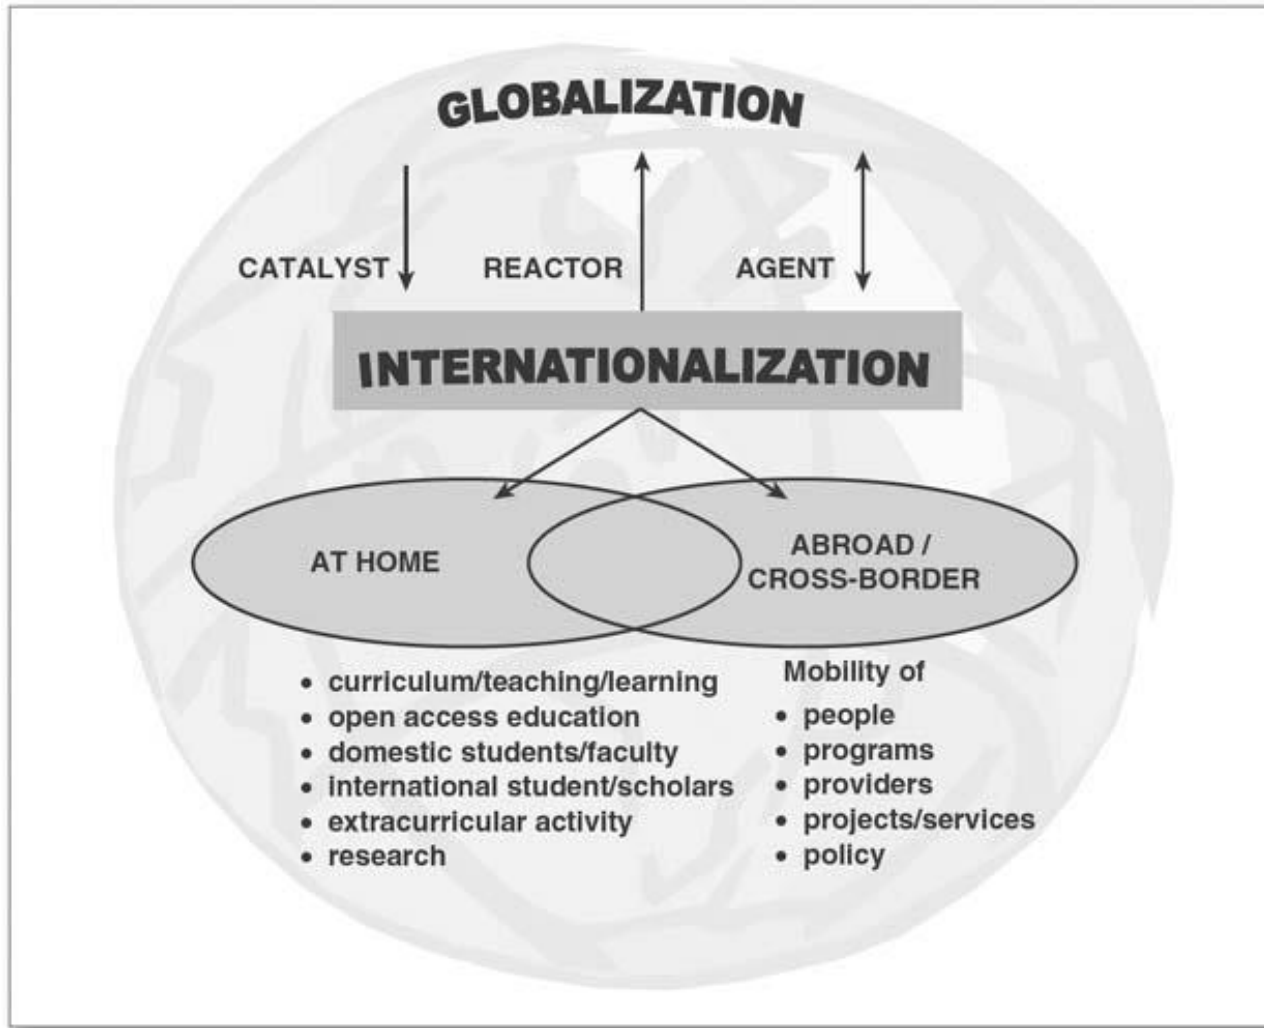 GLOBALIZATION
CATALYST
REACTOR
AGENT
INTERNATIONALIZATION
AT HOME
ABROAD /
CROSS-BORDER
• curriculum/teaching/learning
• open access education
• domestic students/faculty
• international student/scholars
• extracurricular activity
• research
Mobility of
• people
• programs
• providers
• projects/services
• policy